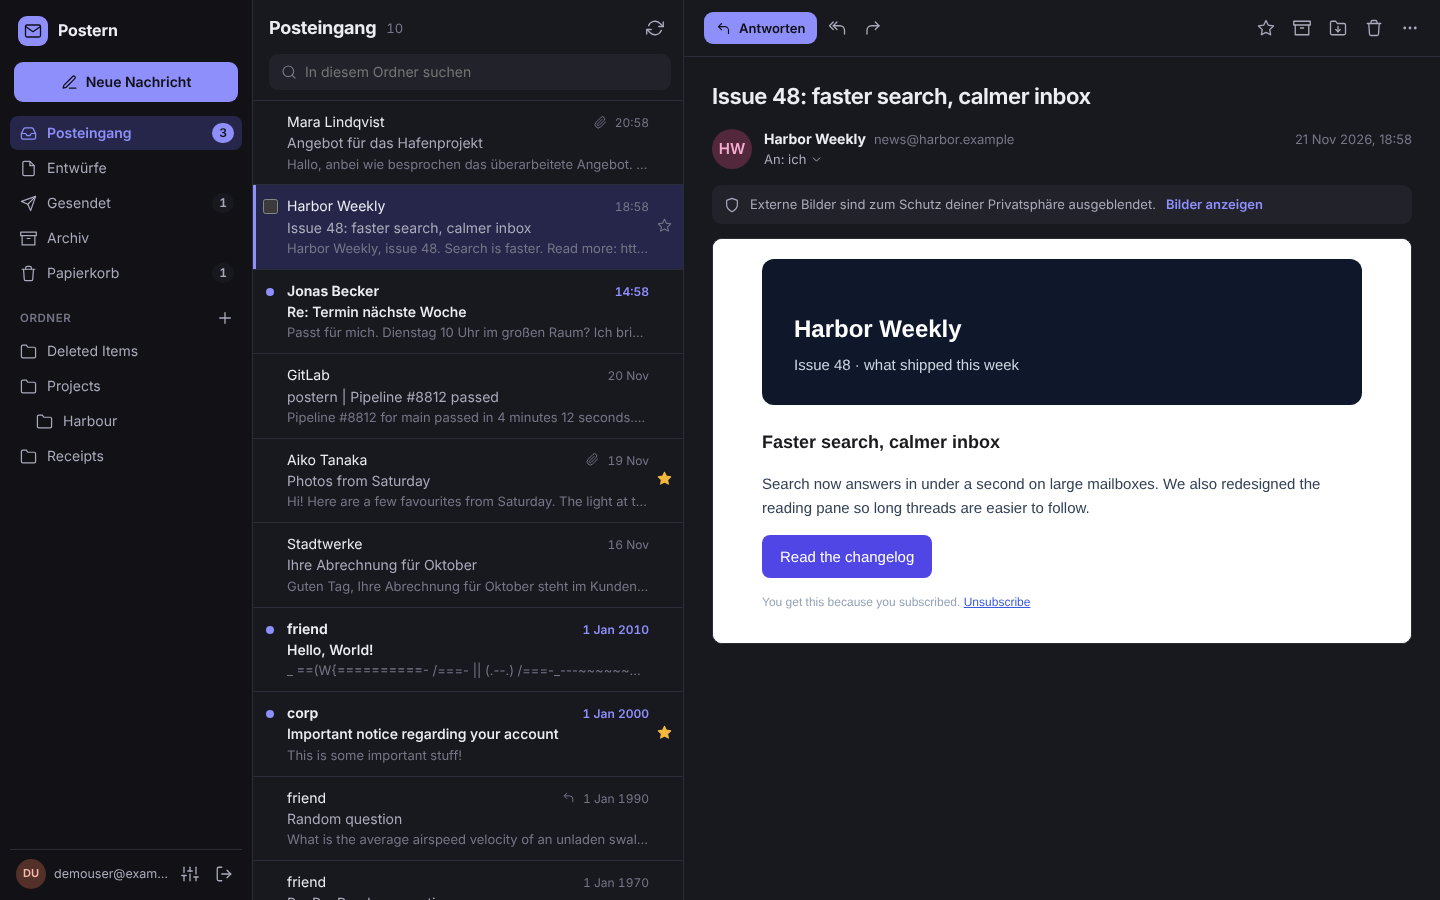 Postern
Neue Nachricht
Posteingang 3
Entwürfe
Gesendet 1
Archiv
Papierkorb 1
ORDNER
Deleted Items
Projects
Harbour
Receipts
DU demouser@exam...
Posteingang 10
In diesem Ordner suchen
Mara Lindqvist 20:58
Angebot für das Hafenprojekt
Hallo, anbei wie besprochen das überarbeitete Angebot. ...
Harbor Weekly 18:58
Issue 48: faster search, calmer inbox
Harbor Weekly, issue 48. Search is faster. Read more: htt...
Jonas Becker 14:58
Re: Termin nächste Woche
Passt für mich. Dienstag 10 Uhr im großen Raum? Ich bri...
GitLab 20 Nov
postern | Pipeline #8812 passed
Pipeline #8812 for main passed in 4 minutes 12 seconds....
Aiko Tanaka 19 Nov
Photos from Saturday
Hi! Here are a few favourites from Saturday. The light at t...
Stadtwerke 16 Nov
Ihre Abrechnung für Oktober
Guten Tag, Ihre Abrechnung für Oktober steht im Kunden...
friend 1 Jan 2010
Hello, World!
_ ==(W{==========- /===- || (.--.) /===-_---~~~~~~...
corp 1 Jan 2000
Important notice regarding your account
This is some important stuff!
friend 1 Jan 1990
Random question
What is the average airspeed velocity of an unladen swal...
friend 1 Jan 1970
Antworten
Issue 48: faster search, calmer inbox
HW Harbor Weekly news@harbor.example 21 Nov 2026, 18:58
An: ich
Externe Bilder sind zum Schutz deiner Privatsphäre ausgeblendet. Bilder anzeigen
Harbor Weekly
Issue 48 · what shipped this week
Faster search, calmer inbox
Search now answers in under a second on large mailboxes. We also redesigned the
reading pane so long threads are easier to follow.
Read the changelog
You get this because you subscribed. Unsubscribe